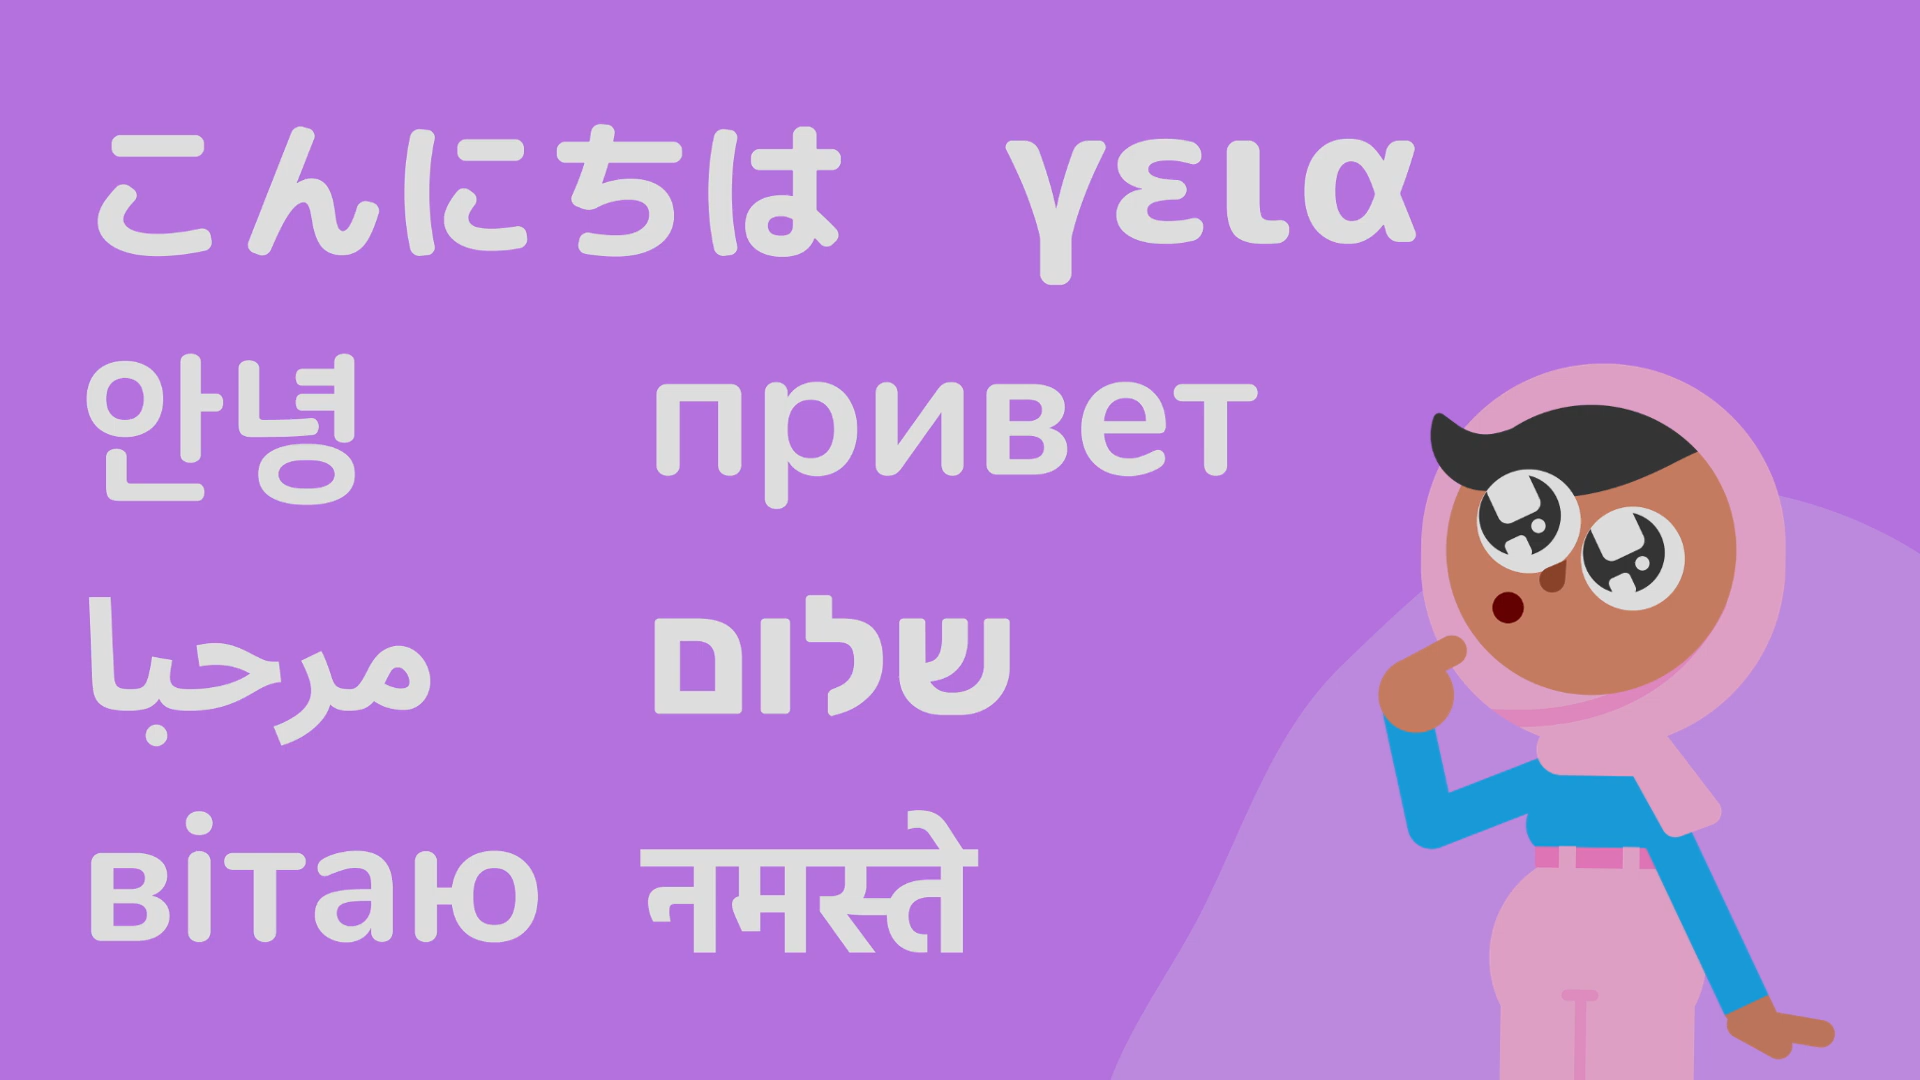 こんにちは γεια
안녕 привет
مرحبا שלום
вітаю नमस्ते